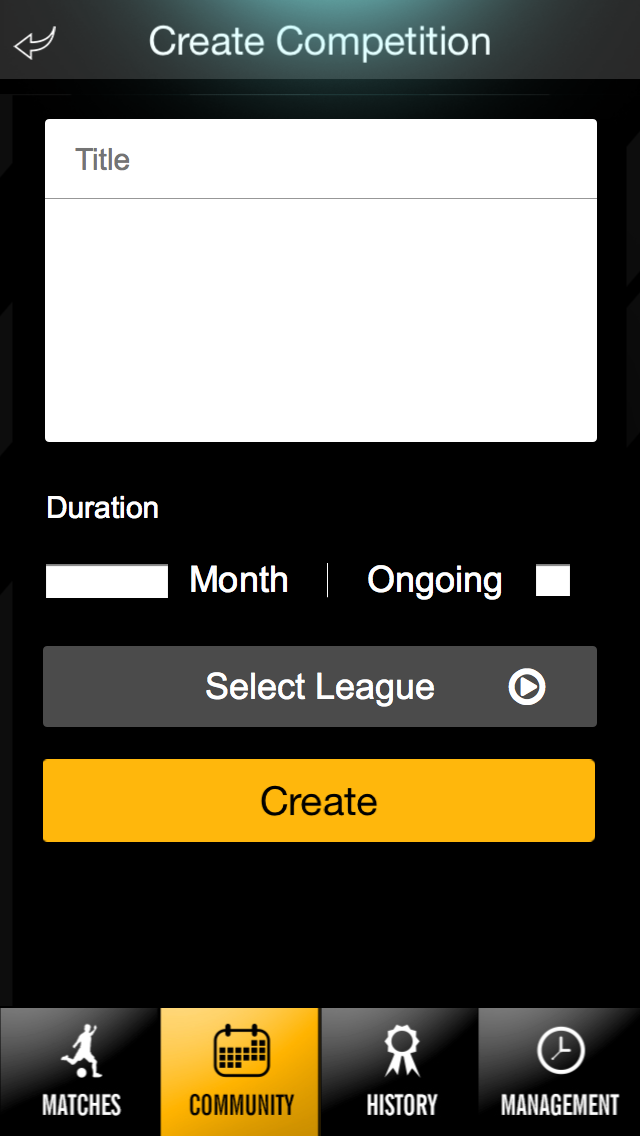 Create Competition
Title
Duration
Month | Ongoing
Select League
Create
MATCHES COMMUNITY HISTORY MANAGEMENT